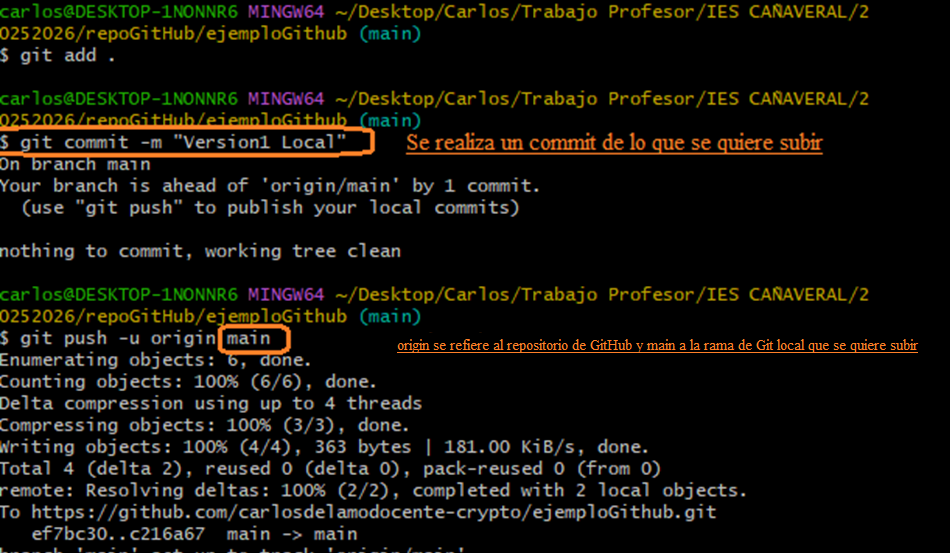 carlos@DESKTOP-1NONNR6 MINGW64 ~/Desktop/Carlos/Trabajo Profesor/IES CAÑAVERAL/2
0252026/repoGitHub/ejemploGithub (main)
$ git add .
carlos@DESKTOP-1NONNR6 MINGW64 ~/Desktop/Carlos/Trabajo Profesor/IES CAÑAVERAL/2
0252026/repoGitHub/ejemploGithub (main)
$ git commit -m "Version1 Local" Se realiza un commit de lo que se quiere subir
On branch main
Your branch is ahead of 'origin/main' by 1 commit.
(use "git push" to publish your local commits)
nothing to commit, working tree clean
carlos@DESKTOP-1NONNR6 MINGW64 ~/Desktop/Carlos/Trabajo Profesor/IES CAÑAVERAL/2
0252026/repoGitHub/ejemploGithub (main)
$ git push -u origin main origin se refiere al repositorio de GitHub y main a la rama de Git local que se quiere subir
Enumerating objects: 6, done.
Counting objects: 100% (6/6), done.
Delta compression using up to 4 threads
Compressing objects: 100% (3/3), done.
Writing objects: 100% (4/4), 363 bytes | 181.00 KiB/s, done.
Total 4 (delta 2), reused 0 (delta 0), pack-reused 0 (from 0)
remote: Resolving deltas: 100% (2/2), completed with 2 local objects.
To https://github.com/carlosdelamodocente-crypto/ejemploGithub.git
ef7bc30..c216a67 main -> main
branch 'main' set up to track 'origin/main'